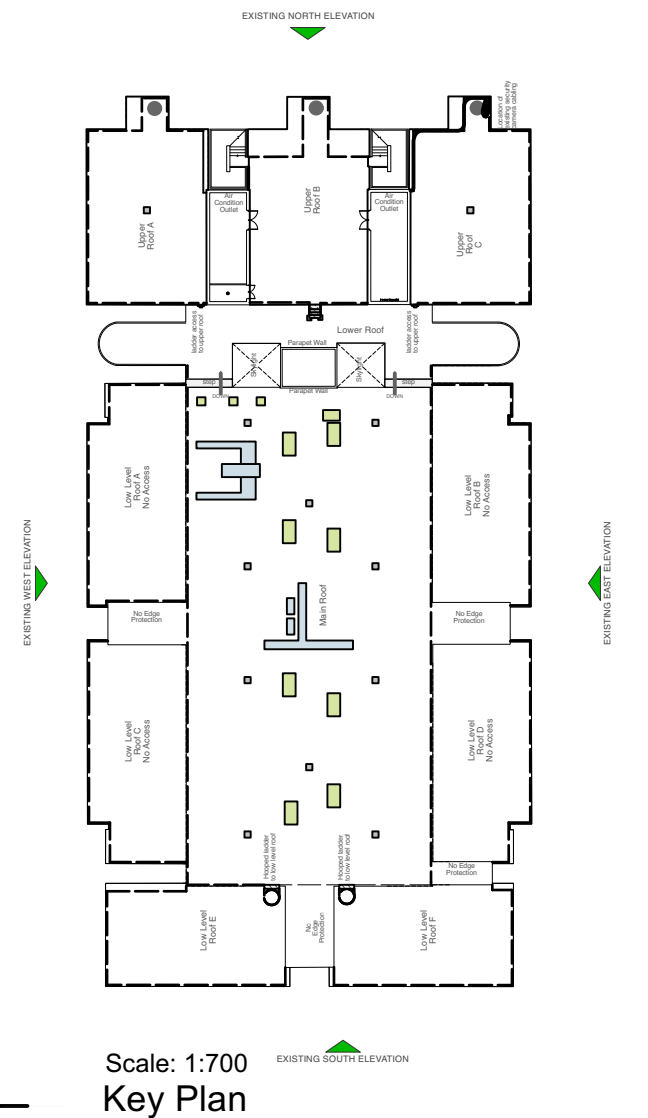 EXISTING NORTH ELEVATION
Location of
existing security
camera cabling
Air
Condition
Outlet
Air
Condition
Outlet
Upper
Roof A
Upper
Roof B
Upper
Roof
C
ladder access
to upper roof
Lower Roof
ladder access
to upper roof
Parapet Wall
Skylight
Skylight
step
Parapet Wall
step
DOWN
DOWN
Low Level
Roof A
No Access
Low Level
Roof B
No Access
EXISTING WEST ELEVATION
EXISTING EAST ELEVATION
Main Roof
No Edge
Protection
No Edge
Protection
Low Level
Roof C
No Access
Low Level
Roof D
No Access
Hooped ladder
to low level roof
Hooped ladder
to low level roof
No Edge
Protection
Low Level
Roof E
No
Edge
Protection
Low Level
Roof F
EXISTING SOUTH ELEVATION
Scale: 1:700
Key Plan